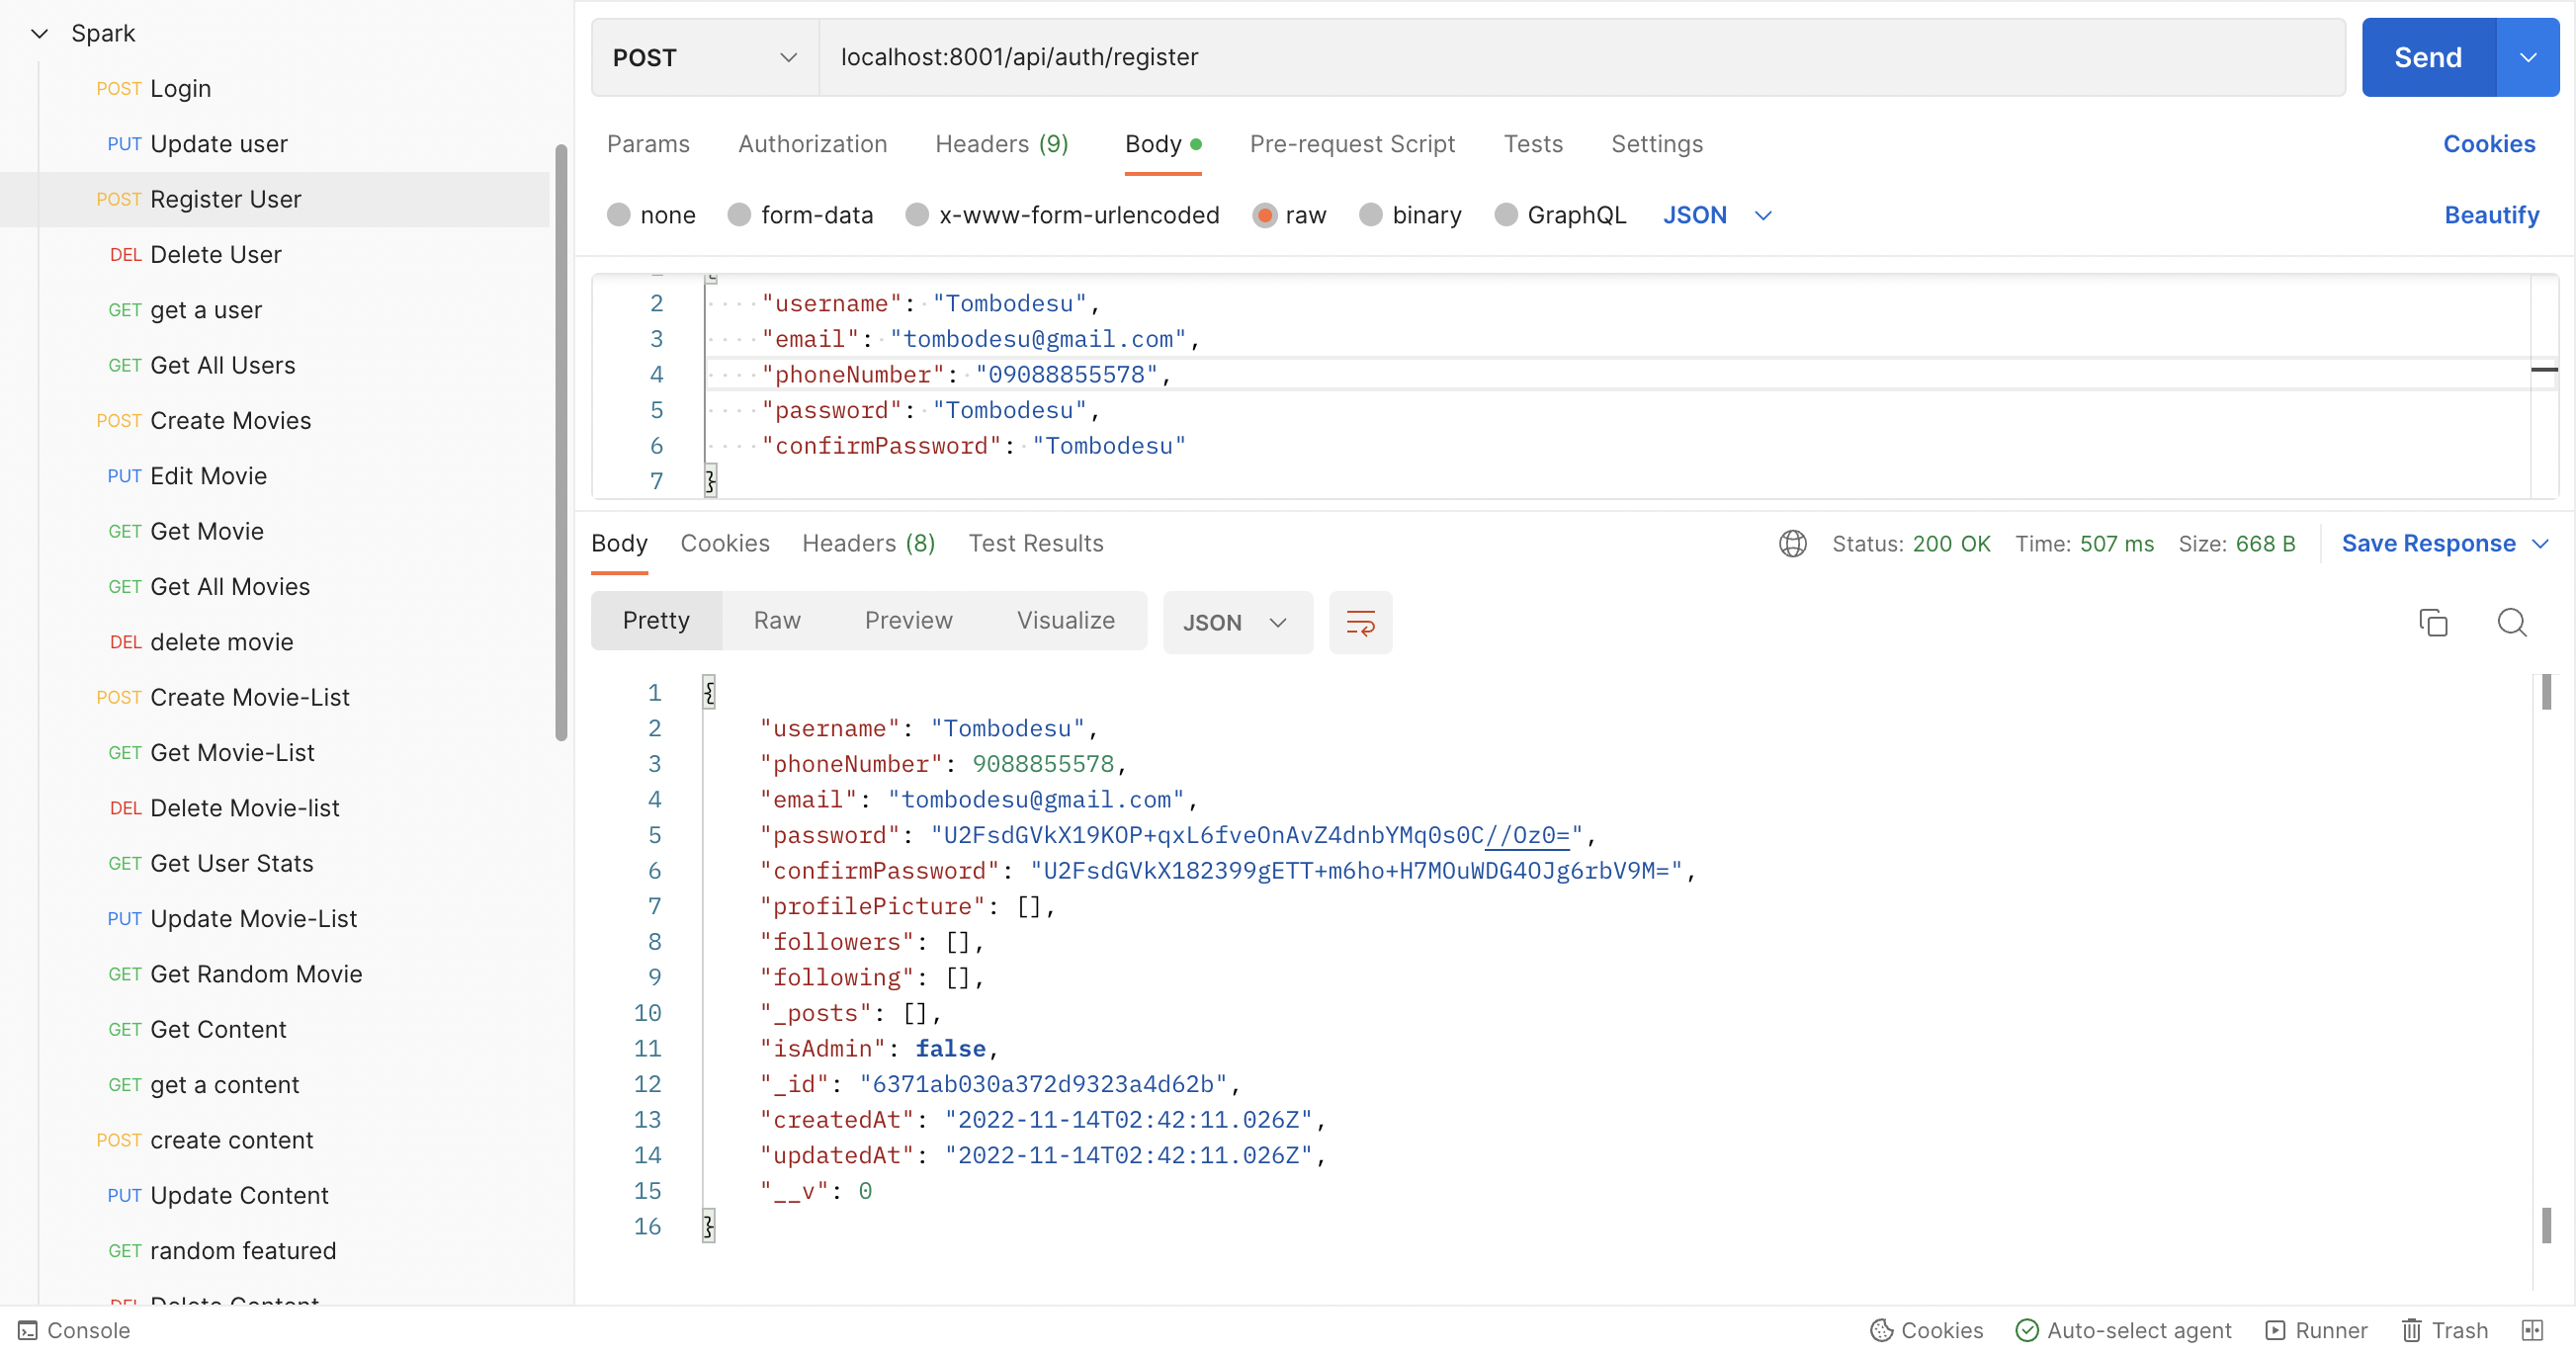 Spark
POST Login
PUT Update user
POST Register User
DEL Delete User
GET get a user
GET Get All Users
POST Create Movies
PUT Edit Movie
GET Get Movie
GET Get All Movies
DEL delete movie
POST Create Movie-List
GET Get Movie-List
DEL Delete Movie-list
GET Get User Stats
PUT Update Movie-List
GET Get Random Movie
GET Get Content
GET get a content
POST create content
PUT Update Content
GET random featured
DEL Delete Content
POST localhost:8001/api/auth/register Send
Params Authorization Headers (9) Body Pre-request Script Tests Settings Cookies
none form-data x-www-form-urlencoded raw binary GraphQL JSON Beautify
2 "username": "Tombodesu",
3 "email": "tombodesu@gmail.com",
4 "phoneNumber": "09088855578",
5 "password": "Tombodesu",
6 "confirmPassword": "Tombodesu"
7 }
Body Cookies Headers (8) Test Results Status: 200 OK Time: 507 ms Size: 668 B Save Response
Pretty Raw Preview Visualize JSON
1 {
2 "username": "Tombodesu",
3 "phoneNumber": 9088855578,
4 "email": "tombodesu@gmail.com",
5 "password": "U2FsdGVkX19KOP+qxL6fveOnAvZ4dnbYMq0s0C//Oz0=",
6 "confirmPassword": "U2FsdGVkX182399gETT+m6ho+H7MOuWDG4OJg6rbV9M=",
7 "profilePicture": [],
8 "followers": [],
9 "following": [],
10 "_posts": [],
11 "isAdmin": false,
12 "_id": "6371ab030a372d9323a4d62b",
13 "createdAt": "2022-11-14T02:42:11.026Z",
14 "updatedAt": "2022-11-14T02:42:11.026Z",
15 "__v": 0
16 }
Console Cookies Auto-select agent Runner Trash